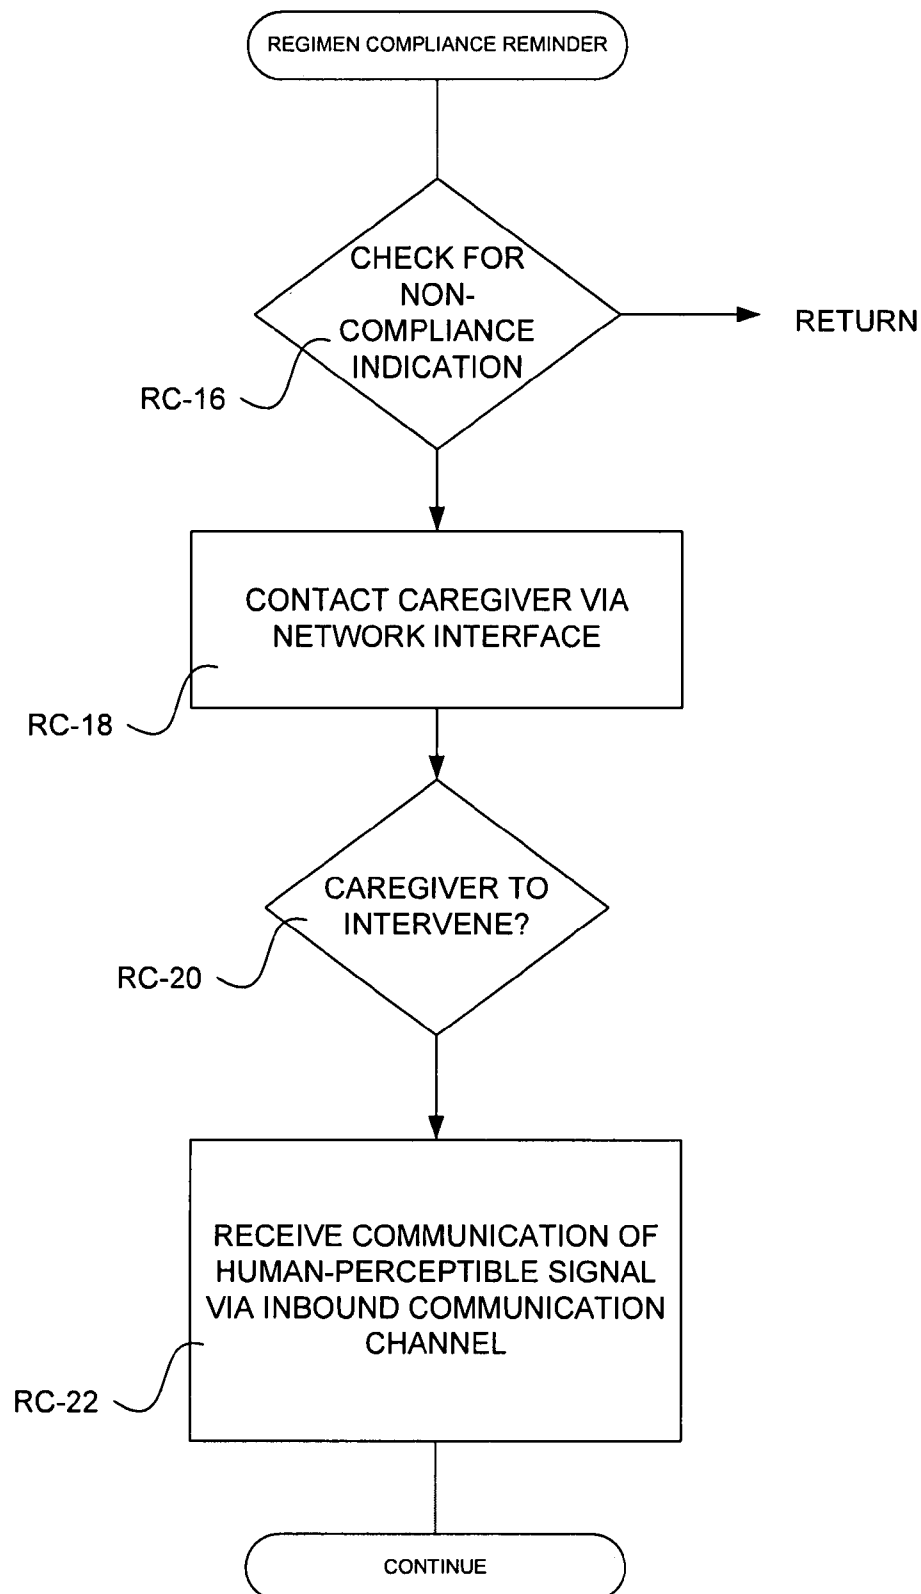 REGIMEN COMPLIANCE REMINDER
CHECK FOR
NON-
COMPLIANCE
INDICATION
RETURN
RC-16
CONTACT CAREGIVER VIA
NETWORK INTERFACE
RC-18
CAREGIVER TO
INTERVENE?
RC-20
RECEIVE COMMUNICATION OF
HUMAN-PERCEPTIBLE SIGNAL
VIA INBOUND COMMUNICATION
CHANNEL
RC-22
CONTINUE